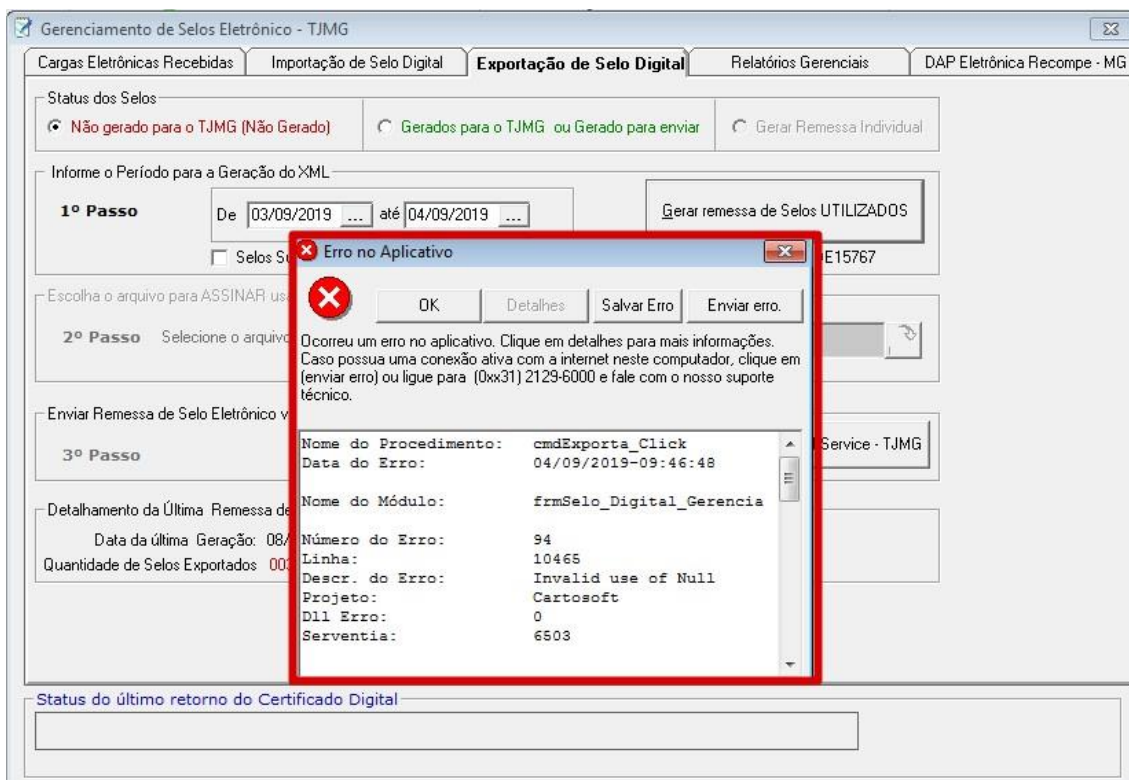 Gerenciamento de Selos Eletrônico - TJMG
Cargas Eletrônicas Recebidas
Importação de Selo Digital
Exportação de Selo Digital
Relatórios Gerenciais
DAP Eletrônica Recompe - MG
Status dos Selos
Não gerado para o TJMG (Não Gerado)
Gerados para o TJMG ou Gerado para enviar
Gerar Remessa Individual
Informe o Período para a Geração do XML
1º Passo
De 03/09/2019 ... até 04/09/2019 ...
Gerar remessa de Selos UTILIZADOS
Selos
E15767
Escolha o arquivo para ASSINAR
2º Passo Selecione o arquivo
Enviar Remessa de Selo Eletrônico
3º Passo
Service - TJMG
Detalhamento da Última Remessa de
Data da última Geração: 08/
Quantidade de Selos Exportados 00
Erro no Aplicativo
OK
Detalhes
Salvar Erro
Enviar erro.
Ocorreu um erro no aplicativo. Clique em detalhes para mais informações.
Caso possua uma conexão ativa com a internet neste computador, clique em
(enviar erro) ou ligue para (0xx31) 2129-6000 e fale com o nosso suporte
técnico.
Nome do Procedimento: cmdExporta_Click
Data do Erro: 04/09/2019-09:46:48
Nome do Módulo: frmSelo_Digital_Gerencia
Número do Erro: 94
Linha: 10465
Descr. do Erro: Invalid use of Null
Projeto: Cartosoft
Dll Erro: 0
Serventia: 6503
Status do último retorno do Certificado Digital